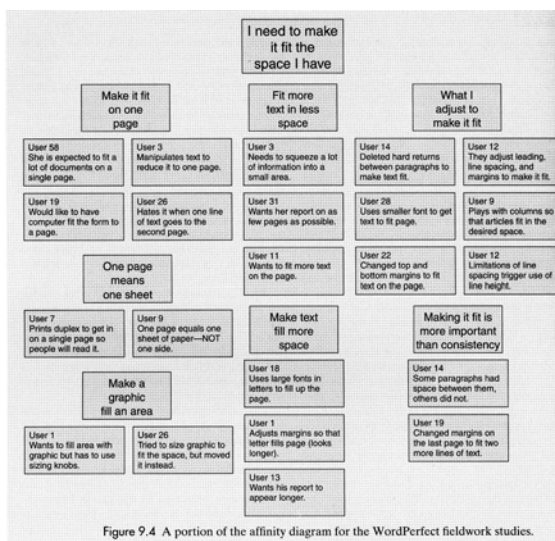 I need to make
it fit the
space I have
Make it fit
on one
page
User 58
She is expected to fit a
lot of documents on a
single page.
User 3
Manipulates text to
reduce it to one page.
User 19
Would like to have
computer fit the form to
a page.
User 26
Hates it when one line
of text goes to the
second page.
One page
means
one sheet
User 7
Prints duplex to get in
on a single page so
people will read it.
User 9
One page equals one
sheet of paper—NOT
one side.
Make a
graphic
fill an area
User 1
Wants to fill area with
graphic but has to use
sizing knobs.
User 26
Tried to size graphic to
fit the space, but moved
it instead.
Fit more
text in less
space
User 3
Needs to squeeze a lot
of information into a
small area.
User 31
Wants her report on as
few pages as possible.
User 11
Wants to fit more text
on the page.
Make text
fill more
space
User 18
Uses large fonts in
letters to fill up the
page.
User 1
Adjusts margins so that
letter fills page (looks
longer).
User 13
Wants his report to
appear longer.
What I
adjust to
make it fit
User 14
Deleted hard returns
between paragraphs to
make text fit.
User 12
They adjust leading,
line spacing, and
margins to make it fit.
User 28
Uses smaller font to get
text to fit page.
User 9
Plays with columns so
that articles fit in the
desired space.
User 22
Changed top and
bottom margins to fit
text on the page.
User 12
Limitations of line
spacing trigger use of
line height.
Making it fit is
more important
than consistency
User 14
Some paragraphs had
space between them,
others did not.
User 19
Changed margins on
the last page to fit two
more lines of text.
Figure 9.4 A portion of the affinity diagram for the WordPerfect fieldwork studies.